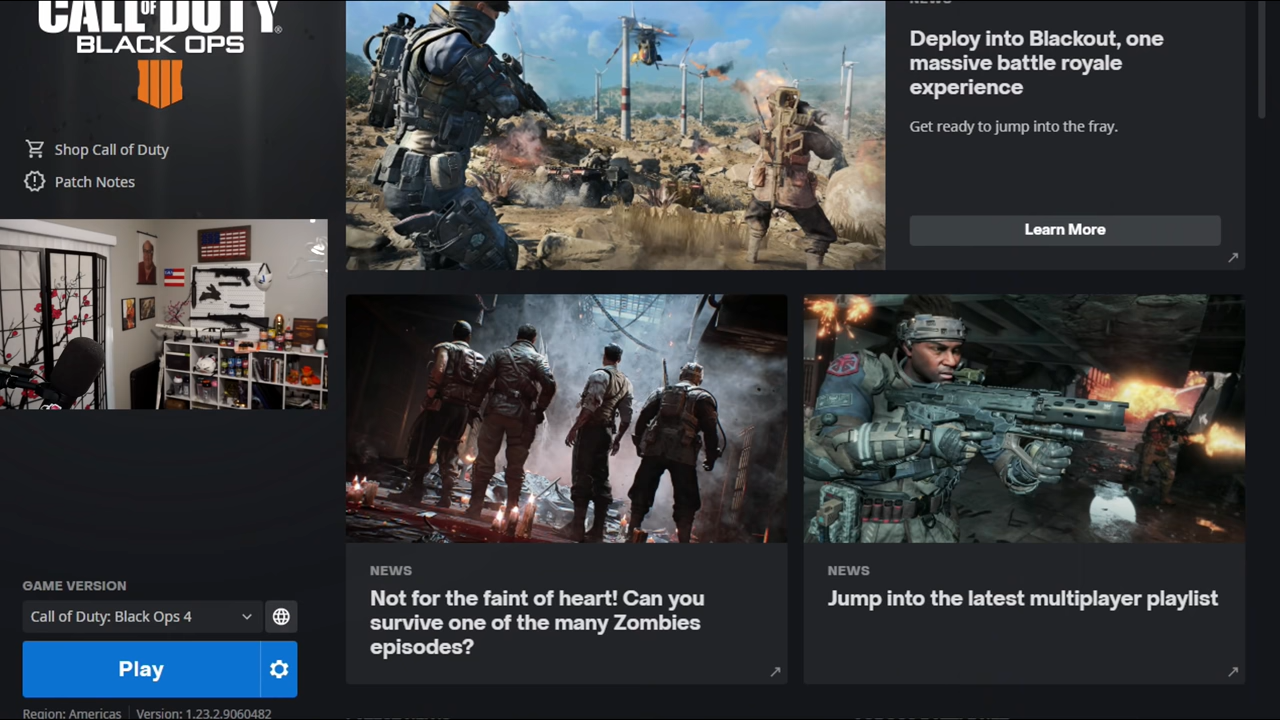 CALL OF DUTY®
BLACK OPS
Shop Call of Duty
Patch Notes
GAME VERSION
Call of Duty: Black Ops 4
Play
Region: Americas
Version: 1.23.2.9060482
NEWS
Deploy into Blackout, one
massive battle royale
experience
Get ready to jump into the fray.
Learn More
NEWS
Not for the faint of heart! Can you
survive one of the many Zombies
episodes?
NEWS
Jump into the latest multiplayer playlist